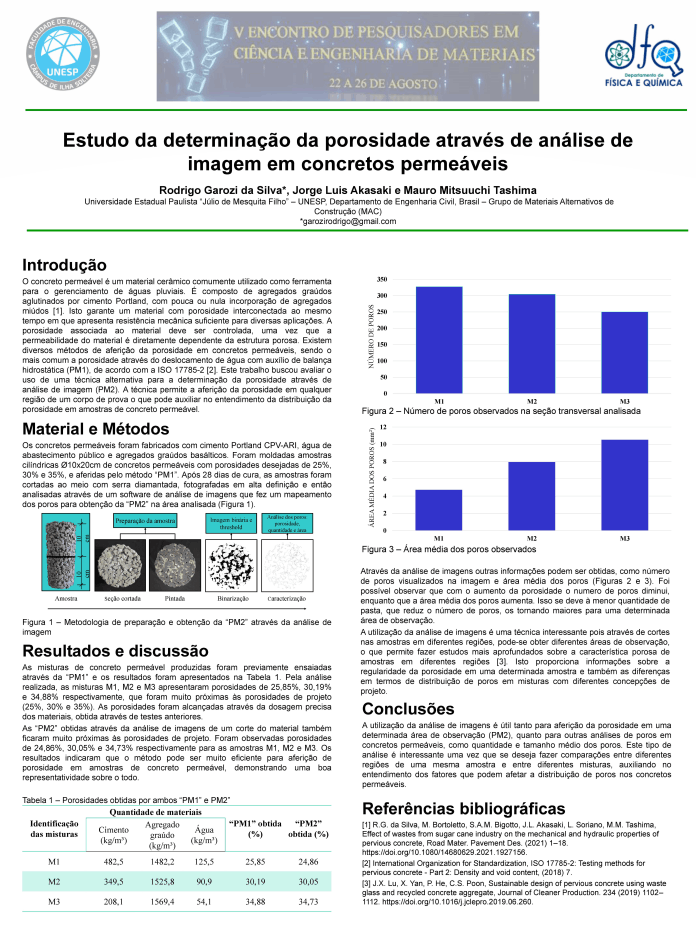 FACULDADE DE ENGENHARIA
UNESP
CÂMPUS DE ILHA SOLTEIRA
V ENCONTRO DE PESQUISADORES EM
CIÊNCIA E ENGENHARIA DE MATERIAIS
22 A 26 DE AGOSTO
dfq
Departamento de
FÍSICA E QUÍMICA
Estudo da determinação da porosidade através de análise de
imagem em concretos permeáveis
Rodrigo Garozi da Silva*, Jorge Luis Akasaki e Mauro Mitsuuchi Tashima
Universidade Estadual Paulista “Júlio de Mesquita Filho” – UNESP, Departamento de Engenharia Civil, Brasil – Grupo de Materiais Alternativos de
Construção (MAC)
*garozirodrigo@gmail.com
Introdução
O concreto permeável é um material cerâmico comumente utilizado como ferramenta
para o gerenciamento de águas pluviais. É composto de agregados graúdos
aglutinados por cimento Portland, com pouca ou nula incorporação de agregados
miúdos [1]. Isto garante um material com porosidade interconectada ao mesmo
tempo em que apresenta resistência mecânica suficiente para diversas aplicações. A
porosidade associada ao material deve ser controlada, uma vez que a
permeabilidade do material é diretamente dependente da estrutura porosa. Existem
diversos métodos de aferição da porosidade em concretos permeáveis, sendo o
mais comum a porosidade através do deslocamento de água com auxílio de balança
hidrostática (PM1), de acordo com a ISO 17785-2 [2]. Este trabalho buscou avaliar o
uso de uma técnica alternativa para a determinação da porosidade através de
análise de imagem (PM2). A técnica permite a aferição da porosidade em qualquer
região de um corpo de prova o que pode auxiliar no entendimento da distribuição da
porosidade em amostras de concreto permeável.
Material e Métodos
Os concretos permeáveis foram fabricados com cimento Portland CPV-ARI, água de
abastecimento público e agregados graúdos basálticos. Foram moldadas amostras
cilíndricas Ø10x20cm de concretos permeáveis com porosidades desejadas de 25%,
30% e 35%, e aferidas pelo método “PM1”. Após 28 dias de cura, as amostras foram
cortadas ao meio com serra diamantada, fotografadas em alta definição e então
analisadas através de um software de análise de imagens que fez um mapeamento
dos poros para obtenção da “PM2” na área analisada (Figura 1).
10 cm
10 cm
Preparação da amostra
Imagem binária e
threshold
Análise dos poros
porosidade,
quantidade e área
Amostra
Seção cortada
Pintada
Binarização
Caracterização
Figura 1 – Metodologia de preparação e obtenção da “PM2” através da análise de
imagem
Resultados e discussão
As misturas de concreto permeável produzidas foram previamente ensaiadas
através da “PM1” e os resultados foram apresentados na Tabela 1. Pela análise
realizada, as misturas M1, M2 e M3 apresentaram porosidades de 25,85%, 30,19%
e 34,88% respectivamente, que foram muito próximas às porosidades de projeto
(25%, 30% e 35%). As porosidades foram alcançadas através da dosagem precisa
dos materiais, obtida através de testes anteriores.
As “PM2” obtidas através da análise de imagens de um corte do material também
ficaram muito próximas ás porosidades de projeto. Foram observadas porosidades
de 24,86%, 30,05% e 34,73% respectivamente para as amostras M1, M2 e M3. Os
resultados indicaram que o método pode ser muito eficiente para aferição de
porosidade em amostras de concreto permeável, demonstrando uma boa
representatividade sobre o todo.
Tabela 1 – Porosidades obtidas por ambos “PM1” e PM2”
Identificação
das misturas
Quantidade de materiais
Cimento
(kg/m³)
Agregado
graúdo
(kg/m³)
Água
(kg/m³)
“PM1” obtida
(%)
“PM2”
obtida (%)
M1 482,5 1482,2 125,5 25,85 24,86
M2 349,5 1525,8 90,9 30,19 30,05
M3 208,1 1569,4 54,1 34,88 34,73
NÚMERO DE POROS
350
300
250
200
150
100
50
0
M1 M2 M3
Figura 2 – Número de poros observados na seção transversal analisada
ÁREA MÉDIA DOS POROS (mm²)
12
10
8
6
4
2
0
M1 M2 M3
Figura 3 – Área média dos poros observados
Através da análise de imagens outras informações podem ser obtidas, como número
de poros visualizados na imagem e área média dos poros (Figuras 2 e 3). Foi
possível observar que com o aumento da porosidade o numero de poros diminui,
enquanto que a área média dos poros aumenta. Isso se deve à menor quantidade de
pasta, que reduz o número de poros, os tornando maiores para uma determinada
área de observação.
A utilização da análise de imagens é uma técnica interessante pois através de cortes
nas amostras em diferentes regiões, pode-se obter diferentes áreas de observação,
o que permite fazer estudos mais aprofundados sobre a característica porosa de
amostras em diferentes regiões [3]. Isto proporciona informações sobre a
regularidade da porosidade em uma determinada amostra e também as diferenças
em termos de distribuição de poros em misturas com diferentes concepções de
projeto.
Conclusões
A utilização da análise de imagens é útil tanto para aferição da porosidade em uma
determinada área de observação (PM2), quanto para outras análises de poros em
concretos permeáveis, como quantidade e tamanho médio dos poros. Este tipo de
análise é interessante uma vez que se deseja fazer comparações entre diferentes
regiões de uma mesma amostra e entre diferentes misturas, auxiliando no
entendimento dos fatores que podem afetar a distribuição de poros nos concretos
permeáveis.
Referências bibliográficas
[1] R.G. da Silva, M. Bortoletto, S.A.M. Bigotto, J.L. Akasaki, L. Soriano, M.M. Tashima,
Effect of wastes from sugar cane industry on the mechanical and hydraulic properties of
pervious concrete, Road Mater. Pavement Des. (2021) 1–18.
https://doi.org/10.1080/14680629.2021.1927156.
[2] International Organization for Standardization, ISO 17785-2: Testing methods for
pervious concrete - Part 2: Density and void content, (2018) 7.
[3] J.X. Lu, X. Yan, P. He, C.S. Poon, Sustainable design of pervious concrete using waste
glass and recycled concrete aggregate, Journal of Cleaner Production. 234 (2019) 1102–
1112. https://doi.org/10.1016/j.jclepro.2019.06.260.